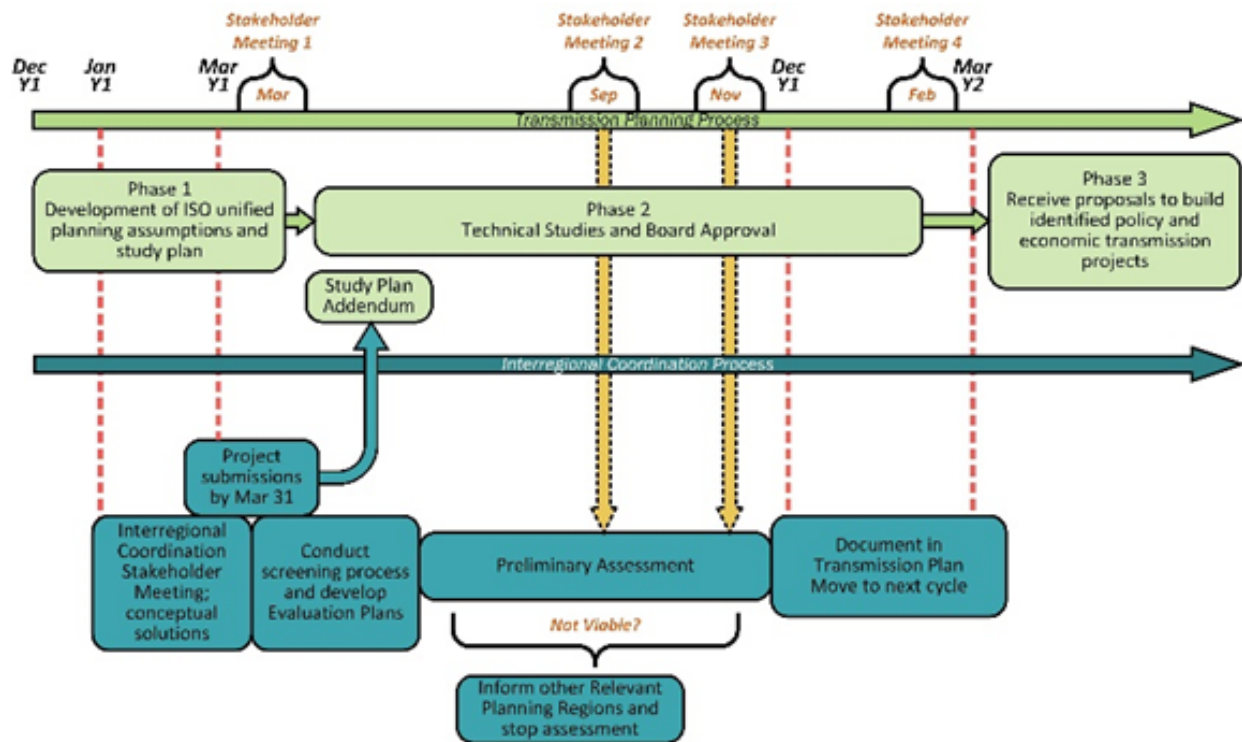 Stakeholder
Meeting 1
Stakeholder
Meeting 2
Stakeholder
Meeting 3
Stakeholder
Meeting 4
Dec
Y1
Jan
Y1
Mar
Y1
Mar
Sep
Nov
Dec
Y1
Feb
Mar
Y2
Transmission Planning Process
Phase 1
Development of ISO unified
planning assumptions and
study plan
Phase 2
Technical Studies and Board Approval
Phase 3
Receive proposals to build
identified policy and
economic transmission
projects
Study Plan
Addendum
Interregional Coordination Process
Project
submissions
by Mar 31
Interregional
Coordination
Stakeholder
Meeting;
conceptual
solutions
Conduct
screening process
and develop
Evaluation Plans
Preliminary Assessment
Document in
Transmission Plan
Move to next cycle
Not Viable?
Inform other Relevant
Planning Regions and
stop assessment